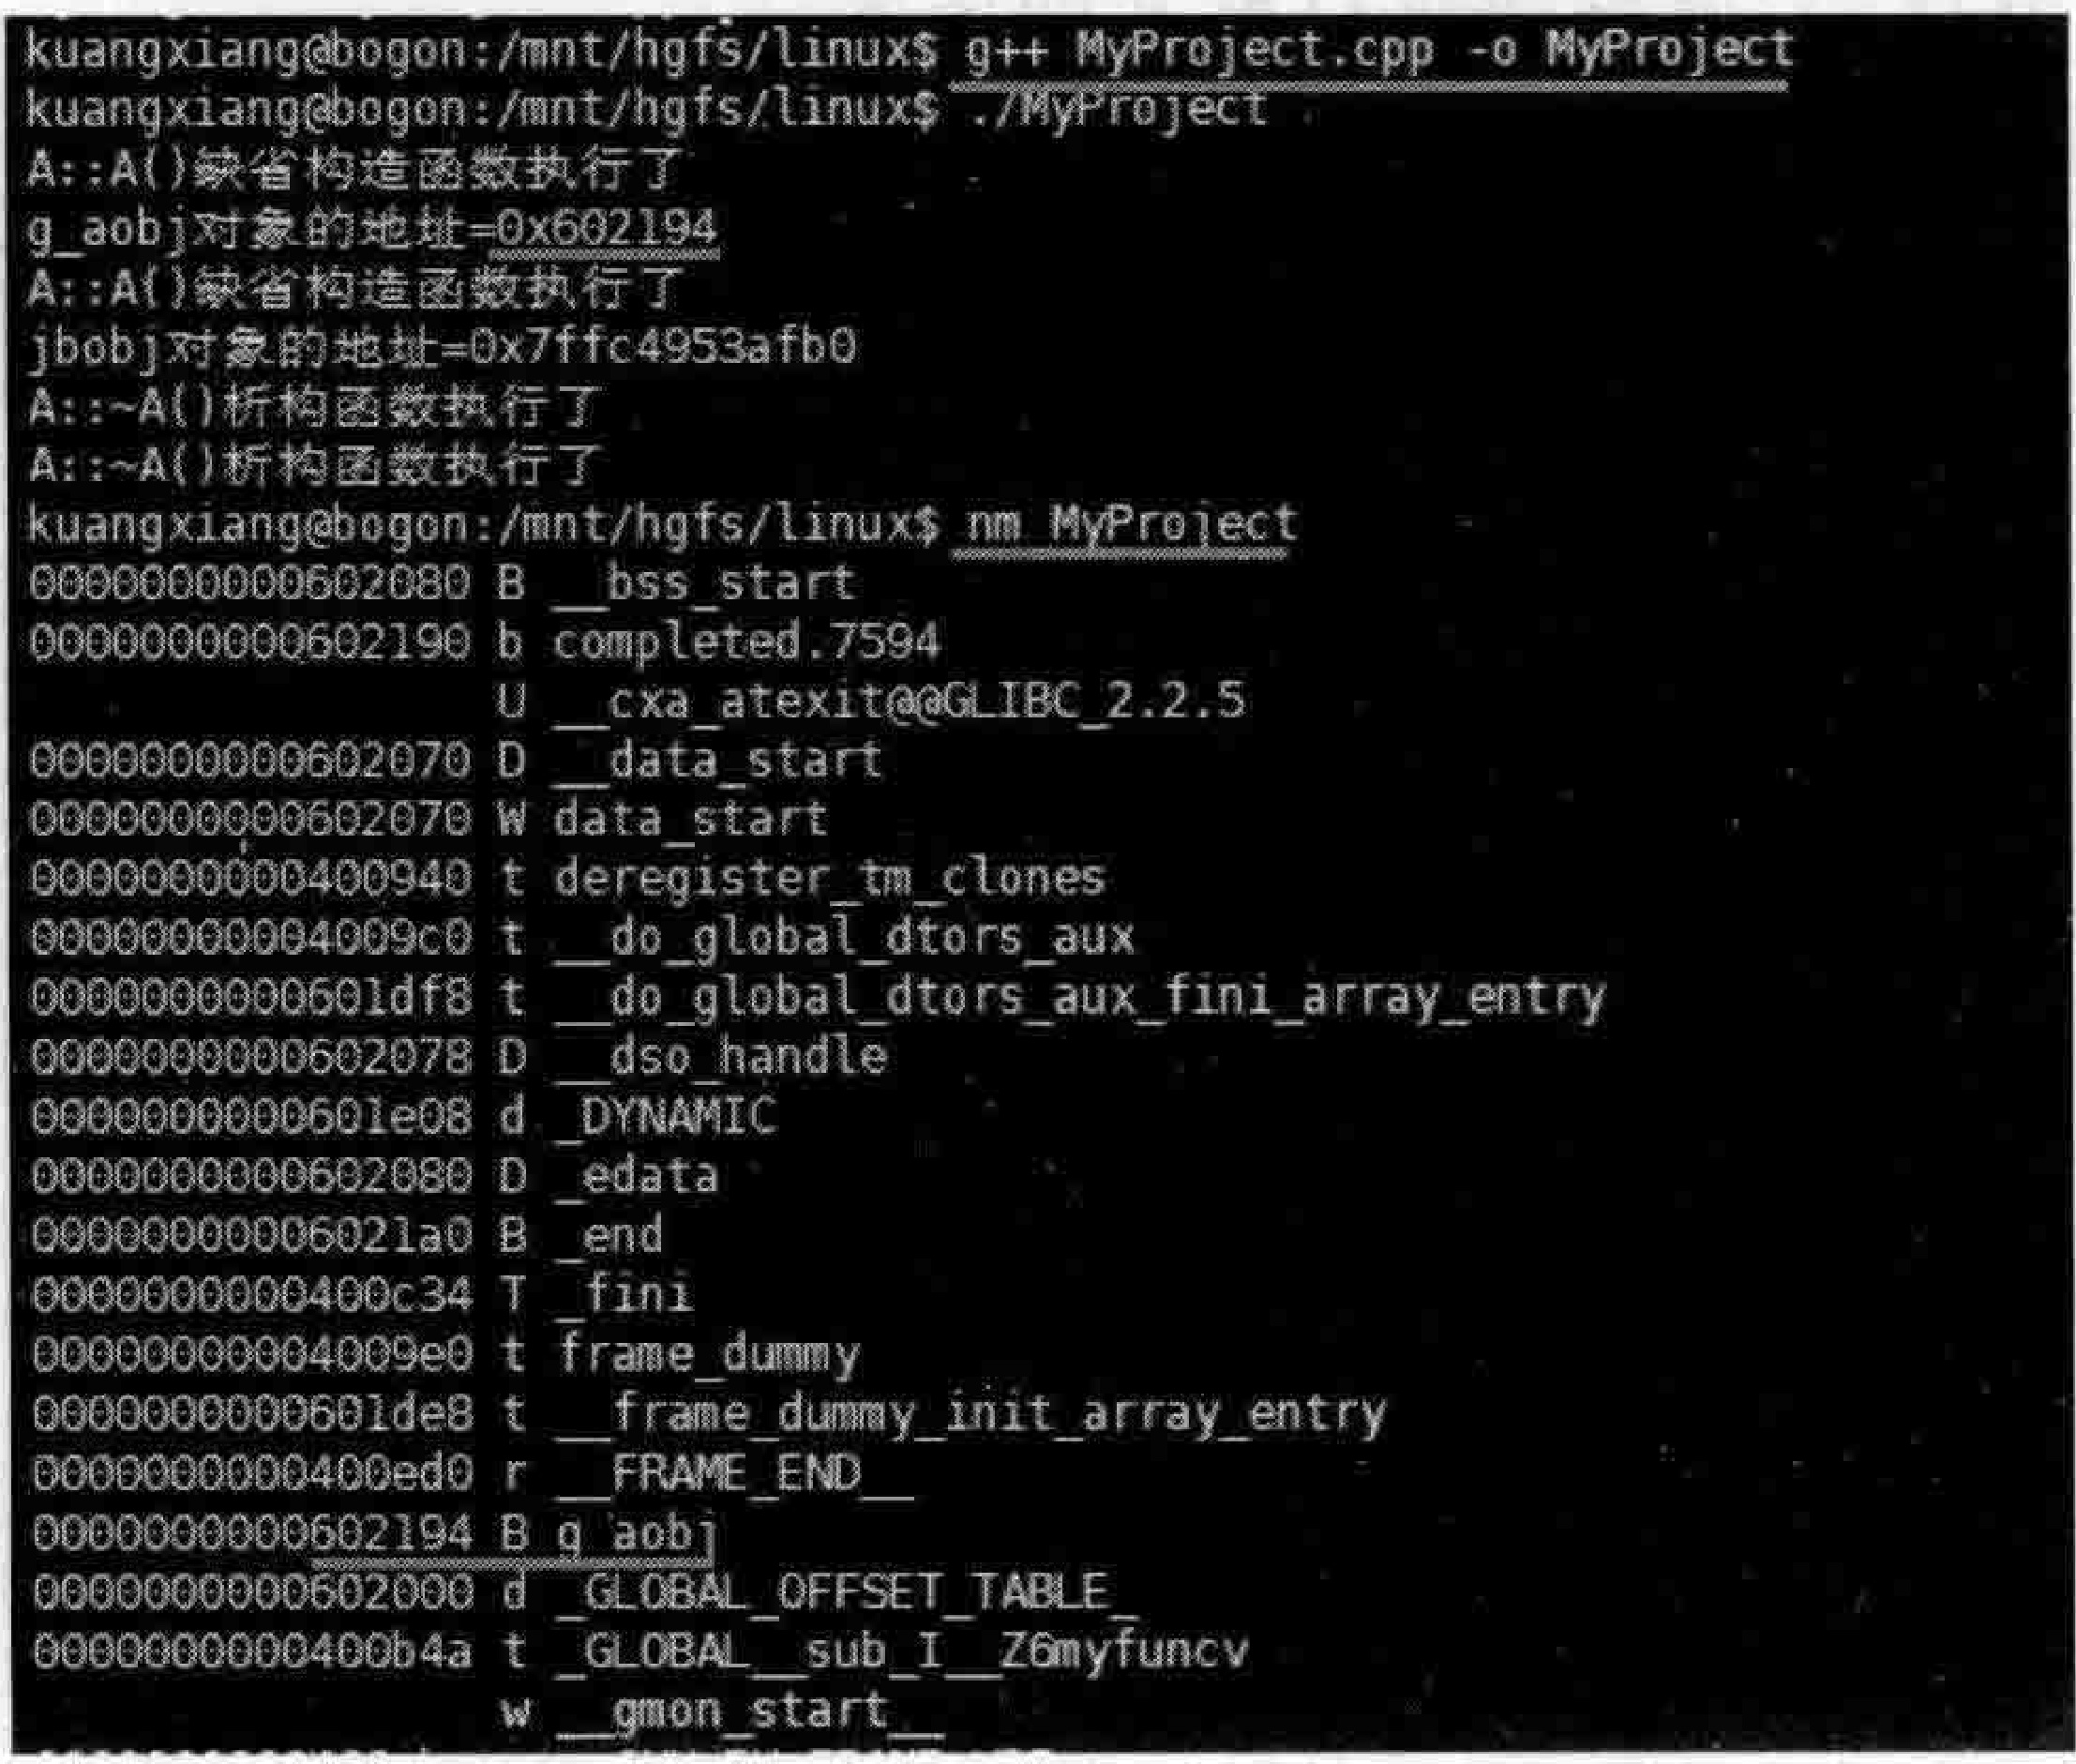 kuangxiang@bogon:/mnt/hgfs/linux$ g++ MyProject.cpp -o MyProject
kuangxiang@bogon:/mnt/hgfs/linux$ ./MyProject
A::A()缺省构造函数执行了
g_aobj对象的地址=0x602194
A::A()缺省构造函数执行了
jbobj对象的地址=0x7ffc4953afb0
A::~A()析构函数执行了
A::~A()析构函数执行了
kuangxiang@bogon:/mnt/hgfs/linux$ nm MyProject
0000000000602080 B __bss_start
0000000000602190 b completed.7594
U __cxa_atexit@@GLIBC_2.2.5
0000000000602070 D __data_start
0000000000602070 W data_start
0000000000400940 t deregister_tm_clones
00000000004009c0 t __do_global_dtors_aux
0000000000601df8 t __do_global_dtors_aux_fini_array_entry
0000000000602078 D __dso_handle
0000000000601e08 d _DYNAMIC
0000000000602080 D _edata
00000000006021a0 B _end
0000000000400c34 T _fini
00000000004009e0 t frame_dummy
0000000000601de8 t __frame_dummy_init_array_entry
0000000000400ed0 r __FRAME_END__
0000000000602194 B g_aobj
0000000000602000 d _GLOBAL_OFFSET_TABLE_
0000000000400b4a t _GLOBAL__sub_I__Z6myfuncv
w __gmon_start__